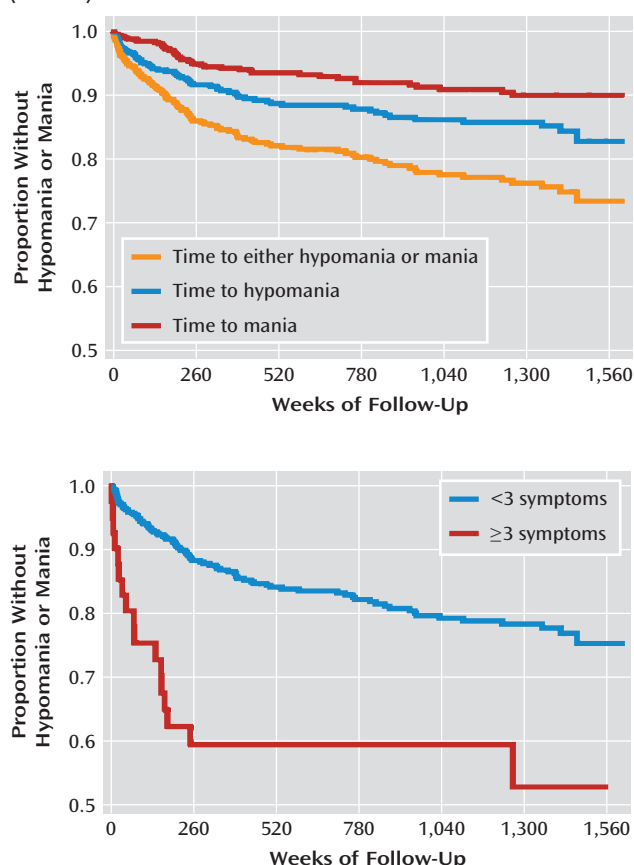 1.0
0.9
0.8
0.7
0.6
0.5
Proportion Without
Hypomania or Mania
Time to either hypomania or mania
Time to hypomania
Time to mania
0 260 520 780 1,040 1,300 1,560
Weeks of Follow-Up
1.0
0.9
0.8
0.7
0.6
0.5
Proportion Without
Hypomania or Mania
<3 symptoms
≥3 symptoms
0 260 520 780 1,040 1,300 1,560
Weeks of Follow-Up